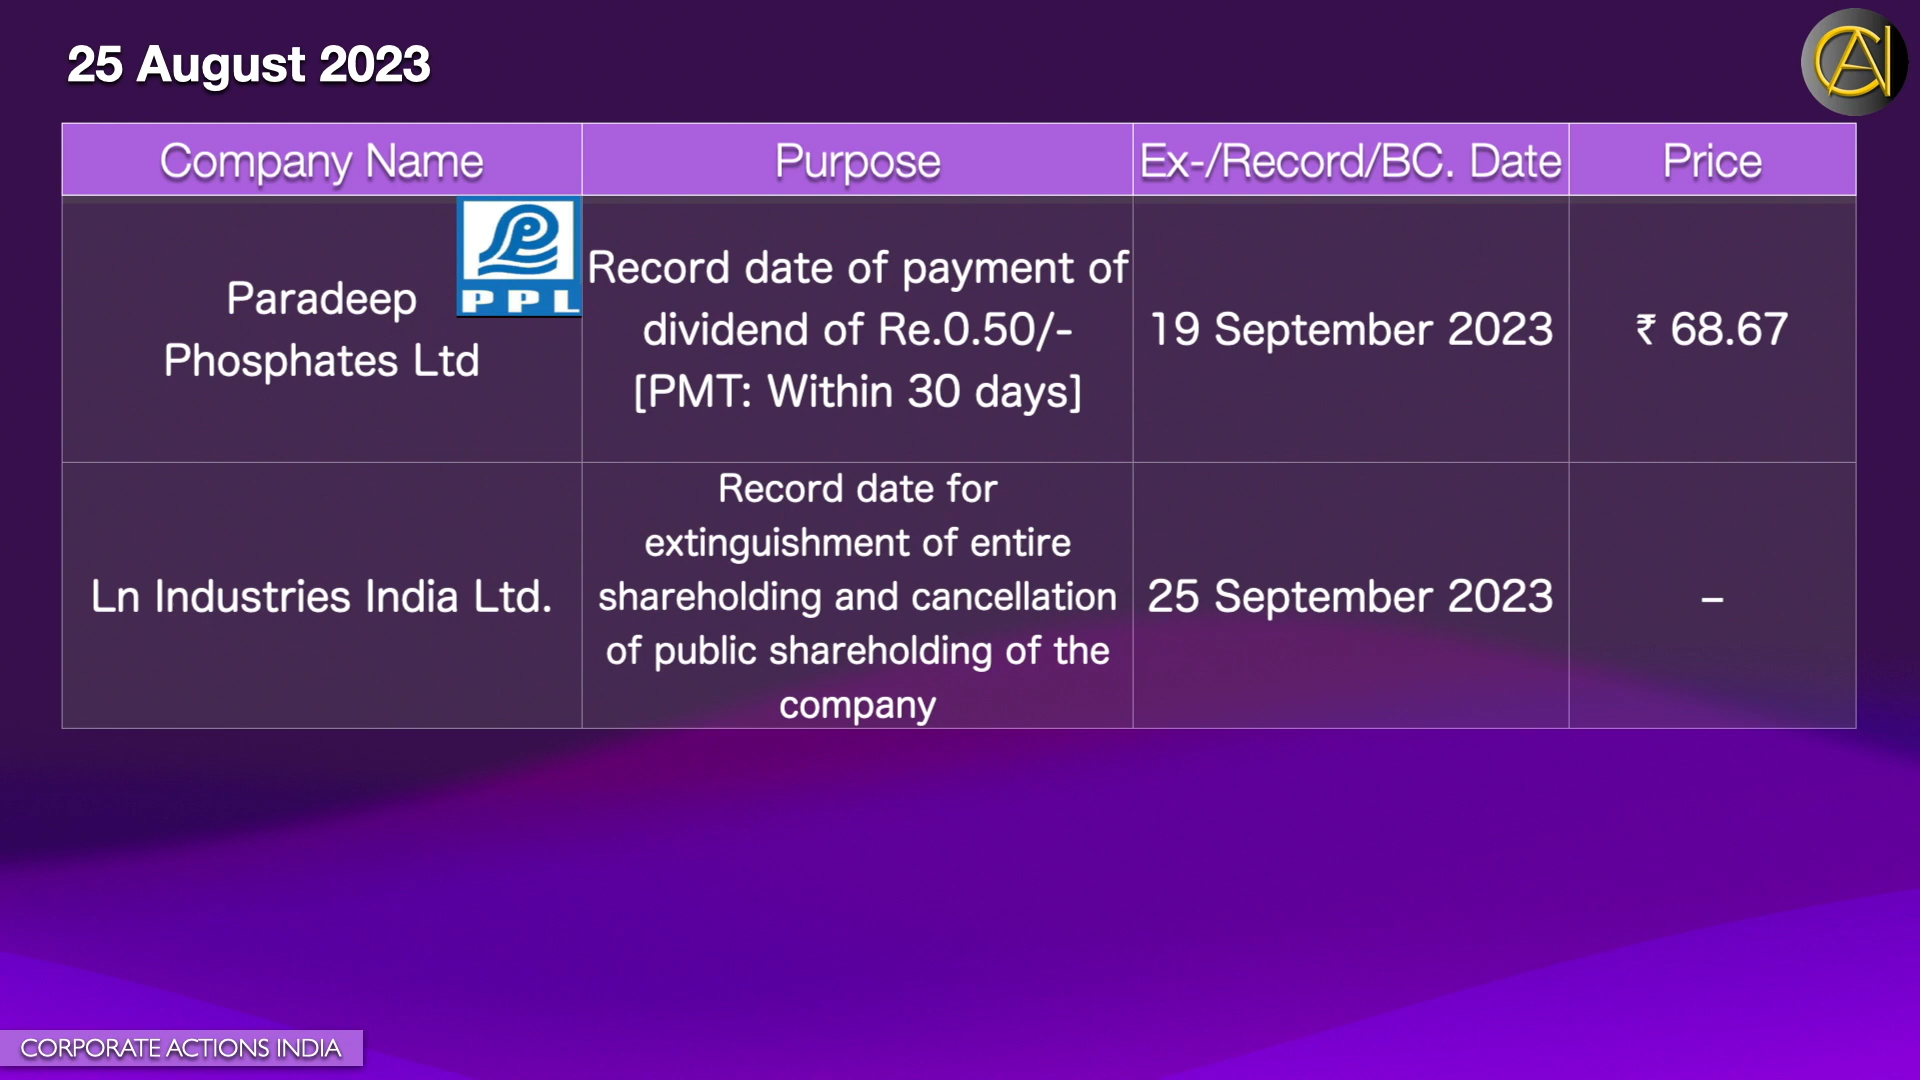 25 August 2023
CAI
Company Name
Purpose
Ex-/Record/BC. Date
Price
Paradeep
Phosphates Ltd
PPL
Record date of payment of
dividend of Re.0.50/-
[PMT: Within 30 days]
19 September 2023
₹ 68.67
Ln Industries India Ltd.
Record date for
extinguishment of entire
shareholding and cancellation
of public shareholding of the
company
25 September 2023
–
CORPORATE ACTIONS INDIA